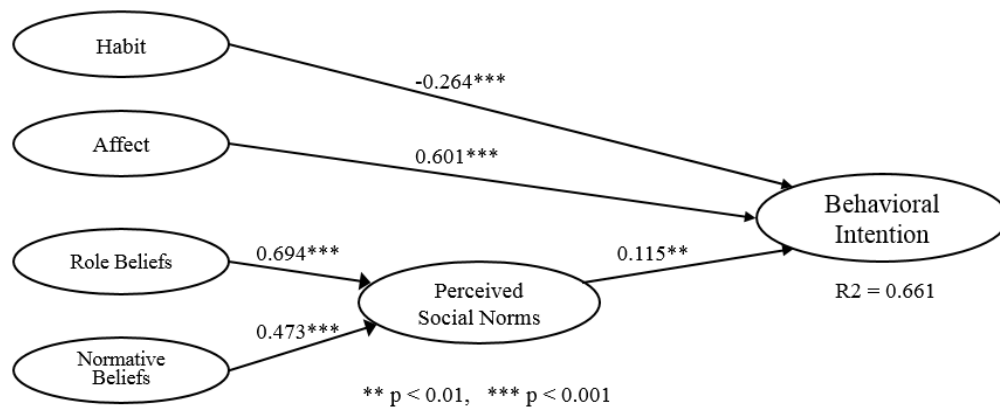 Habit
-0.264***
Affect
0.601***
Behavioral
Intention
Role Beliefs
0.694***
0.115**
Perceived
Social Norms
R2 = 0.661
0.473***
Normative
Beliefs
** p < 0.01,   *** p < 0.001